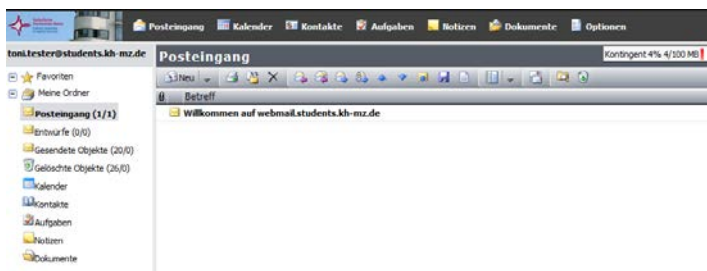 Posteingang Kalender Kontakte Aufgaben Notizen Dokumente Optionen
toni.tester@students.kh-mz.de
Posteingang
Kontingent 4% 4/100 MB
Favoriten
Neu
Meine Ordner
Betreff
Posteingang (1/1)
Willkommen auf webmail.students.kh-mz.de
Entwürfe (0/0)
Gesendete Objekte (20/0)
Gelöschte Objekte (26/0)
Kalender
Kontakte
Aufgaben
Notizen
Dokumente